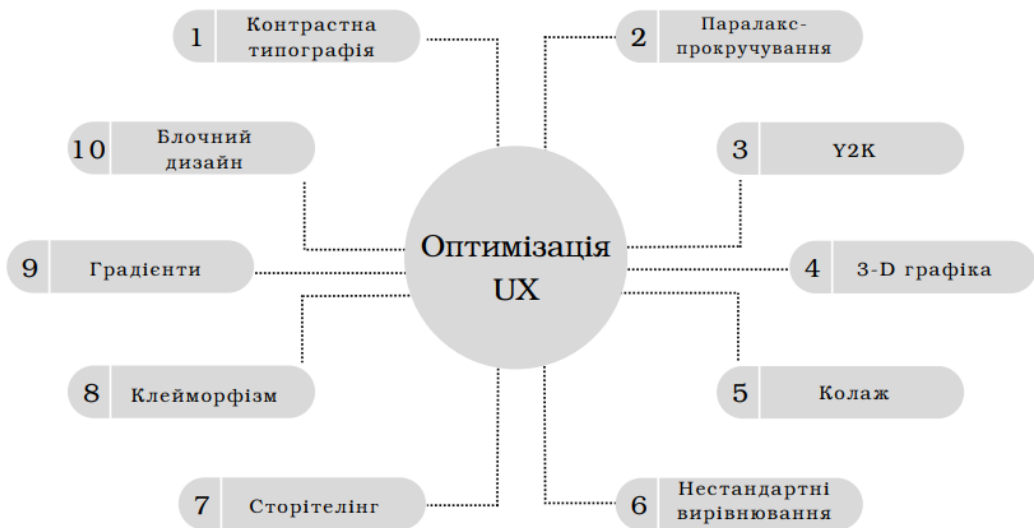 1
Контрастна
типографія
2
Паралакс-
прокручування
3
Y2K
4
3-D графіка
5
Колаж
6
Нестандартні
вирівнювання
7
Сторітелінг
8
Клейморфізм
9
Градієнти
10
Блочний
дизайн
Оптимізація
UX